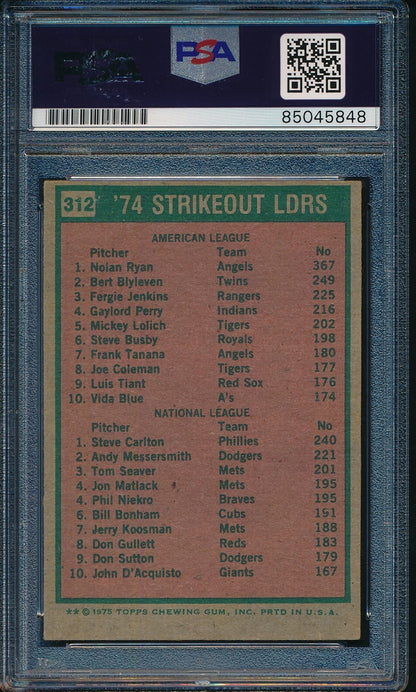 PSA
PSA
85045848
312 '74 STRIKEOUT LDRS
AMERICAN LEAGUE
Pitcher Team No
1. Nolan Ryan Angels 367
2. Bert Blyleven Twins 249
3. Fergie Jenkins Rangers 225
4. Gaylord Perry Indians 216
5. Mickey Lolich Tigers 202
6. Steve Busby Royals 198
7. Frank Tanana Angels 180
8. Joe Coleman Tigers 177
9. Luis Tiant Red Sox 176
10. Vida Blue A's 174
NATIONAL LEAGUE
Pitcher Team No
1. Steve Carlton Phillies 240
2. Andy Messersmith Dodgers 221
3. Tom Seaver Mets 201
4. Jon Matlack Mets 195
4. Phil Niekro Braves 195
6. Bill Bonham Cubs 191
7. Jerry Koosman Mets 188
8. Don Gullett Reds 183
9. Don Sutton Dodgers 179
10. John D'Acquisto Giants 167
** © 1975 TOPPS CHEWING GUM, INC. PRTD IN U.S.A.